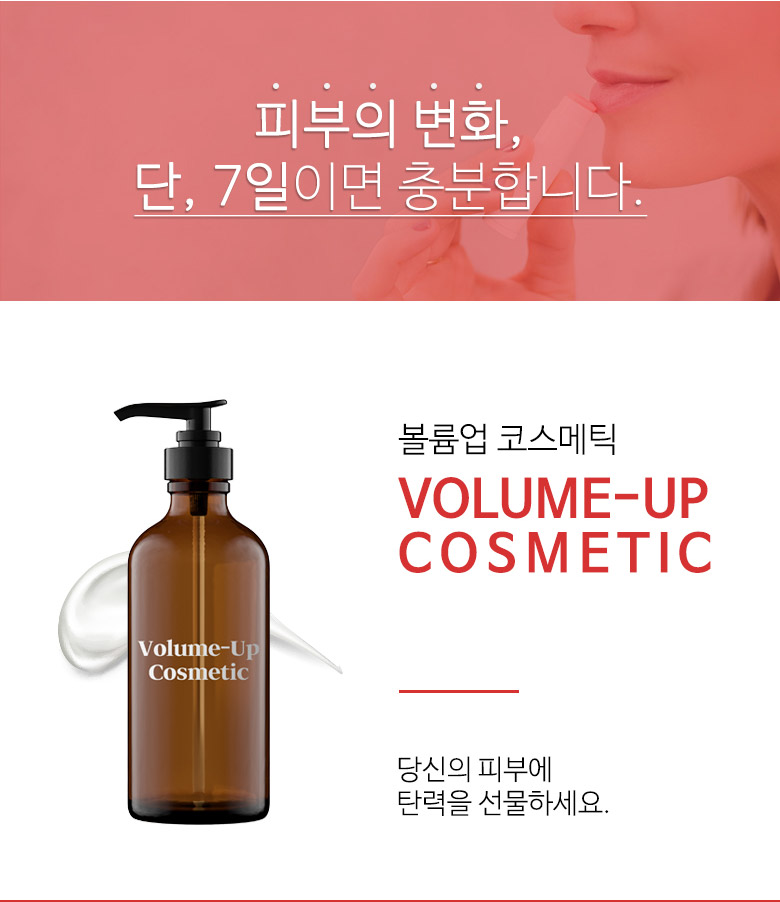 피부의 변화,
단, 7일이면 충분합니다.
볼륨업 코스메틱
VOLUME-UP
COSMETIC
Volume-Up
Cosmetic
당신의 피부에
탄력을 선물하세요.